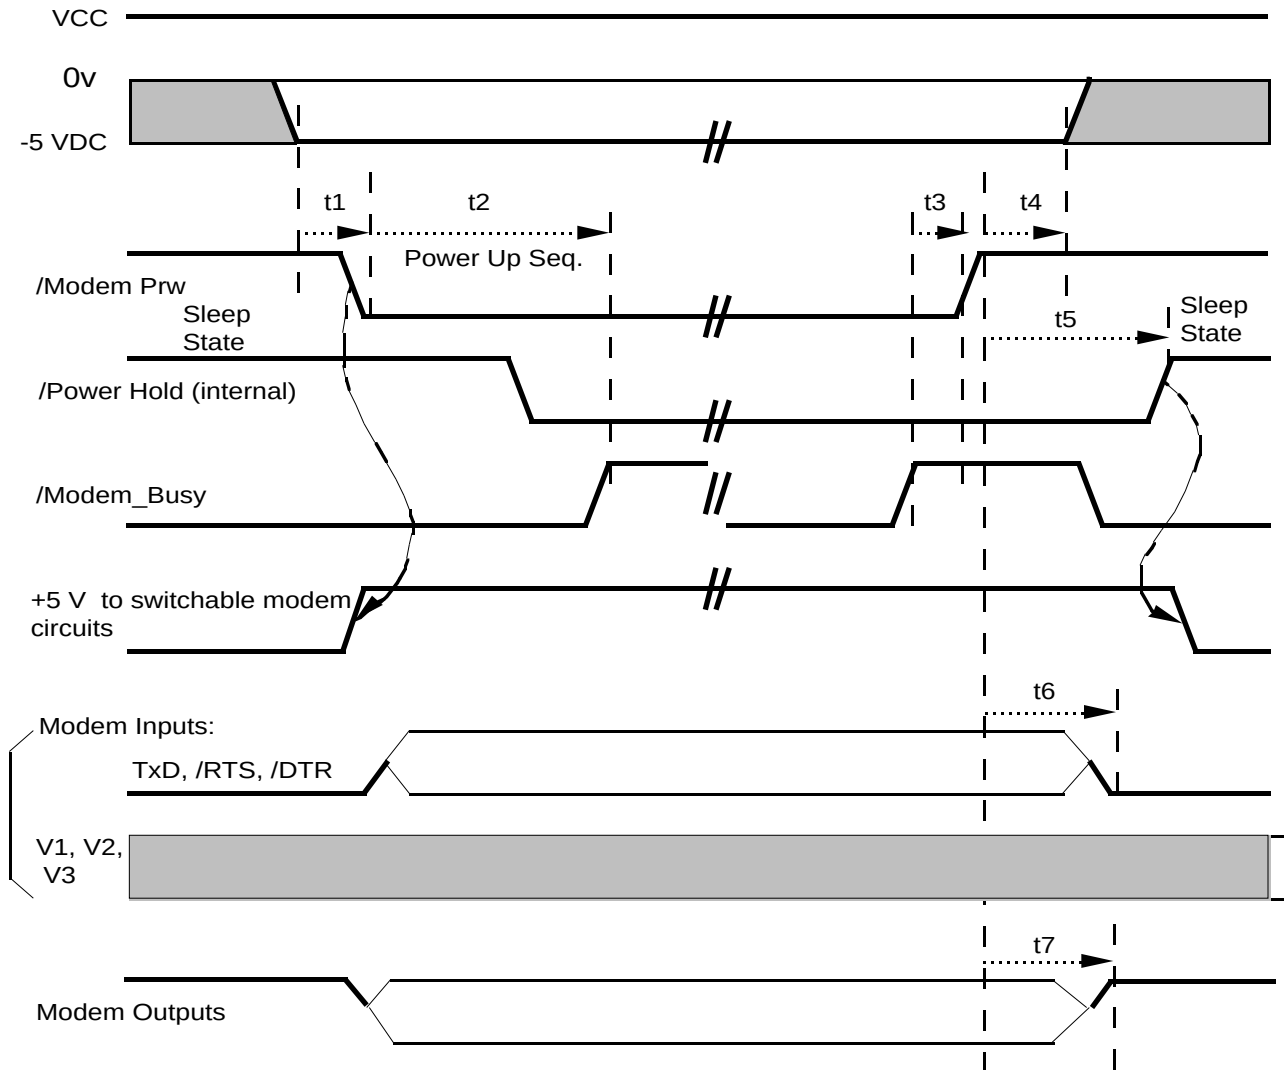 VCC
0v
-5 VDC
t1
t2
t3
t4
Power Up Seq.
/Modem Prw
Sleep
State
t5
Sleep
State
/Power Hold (internal)
/Modem_Busy
+5 V to switchable modem
circuits
t6
Modem Inputs:
TxD, /RTS, /DTR
V1, V2,
V3
t7
Modem Outputs